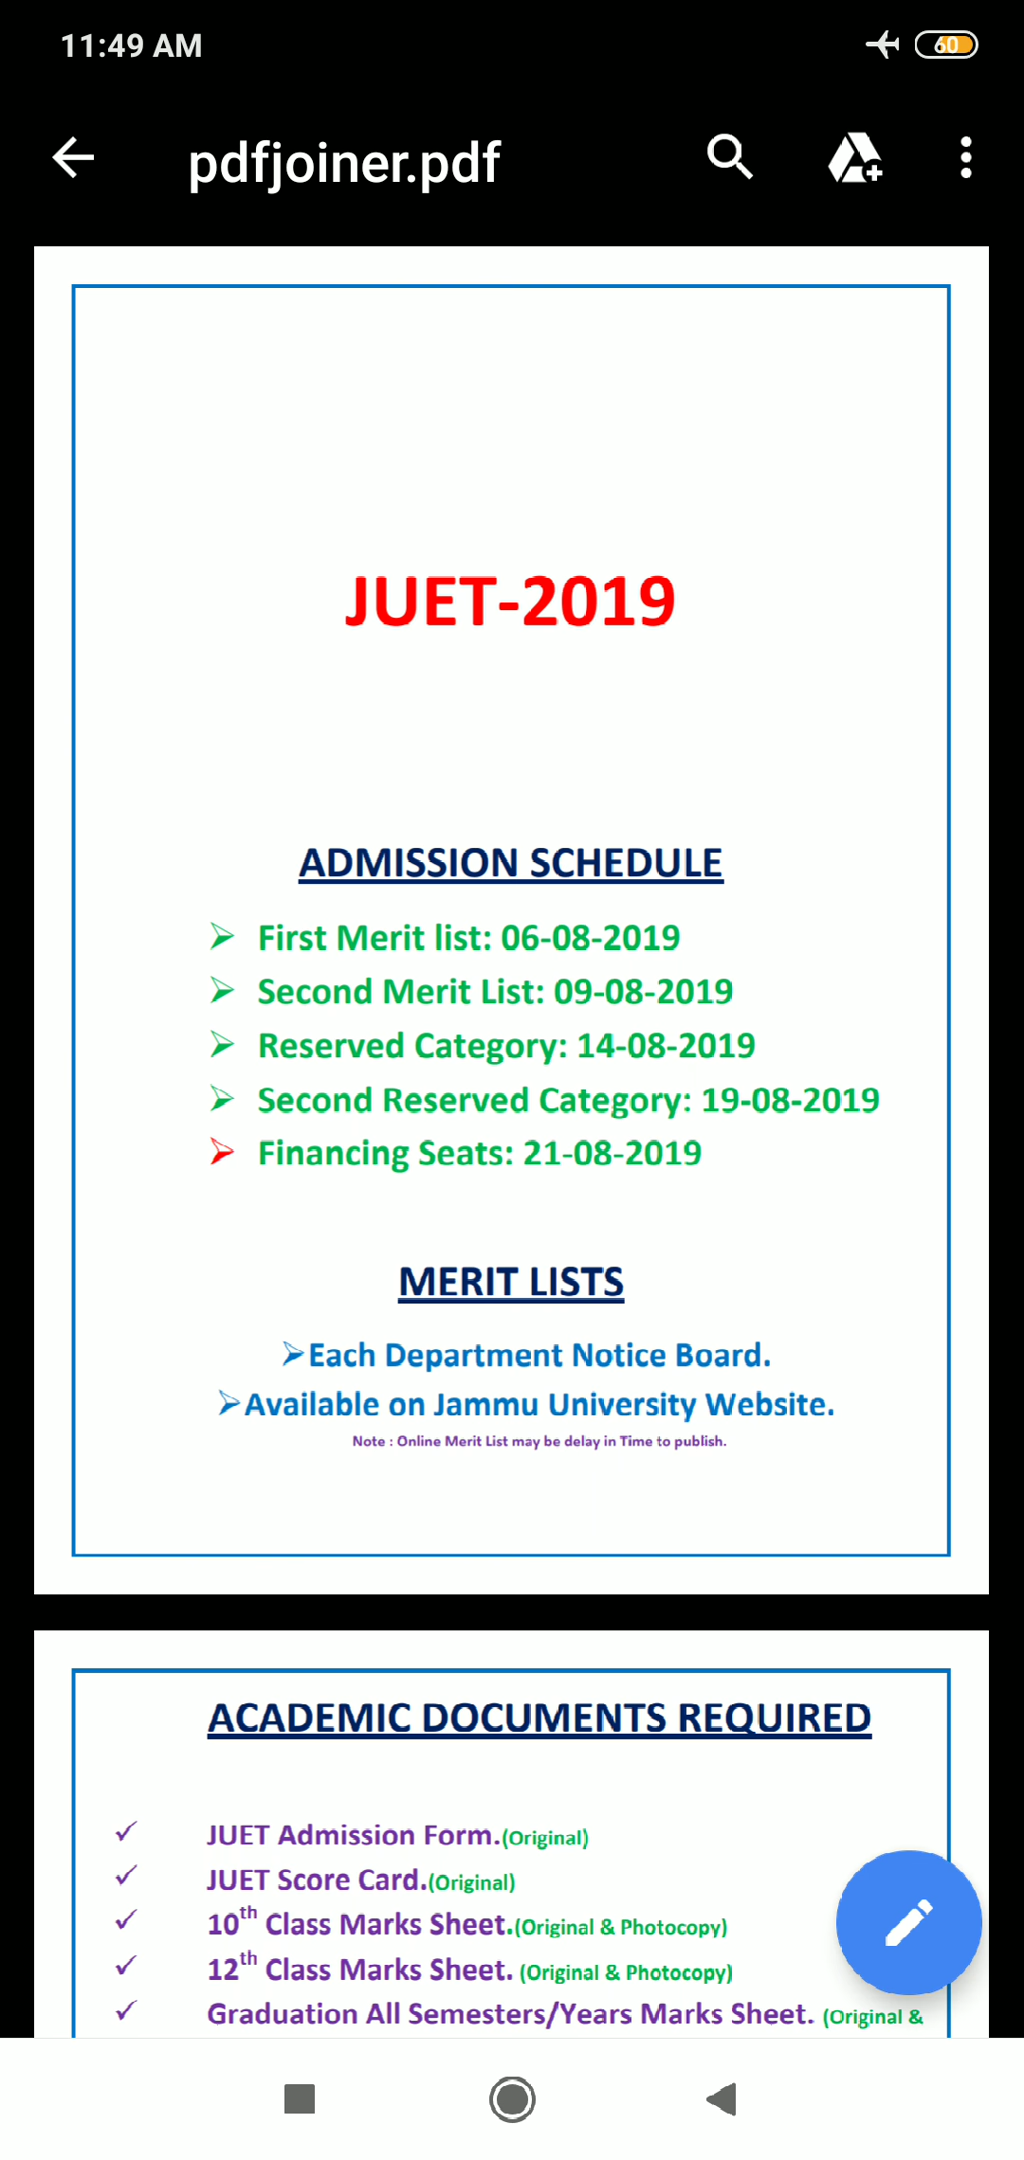 11:49 AM
60
pdfjoiner.pdf
JUET-2019
ADMISSION SCHEDULE
➢ First Merit list: 06-08-2019
➢ Second Merit List: 09-08-2019
➢ Reserved Category: 14-08-2019
➢ Second Reserved Category: 19-08-2019
➢ Financing Seats: 21-08-2019
MERIT LISTS
➢Each Department Notice Board.
➢Available on Jammu University Website.
Note : Online Merit List may be delay in Time to publish.
ACADEMIC DOCUMENTS REQUIRED
✓ JUET Admission Form.(Original)
✓ JUET Score Card.(Original)
✓ 10th Class Marks Sheet.(Original & Photocopy)
✓ 12th Class Marks Sheet. (Original & Photocopy)
✓ Graduation All Semesters/Years Marks Sheet. (Original &